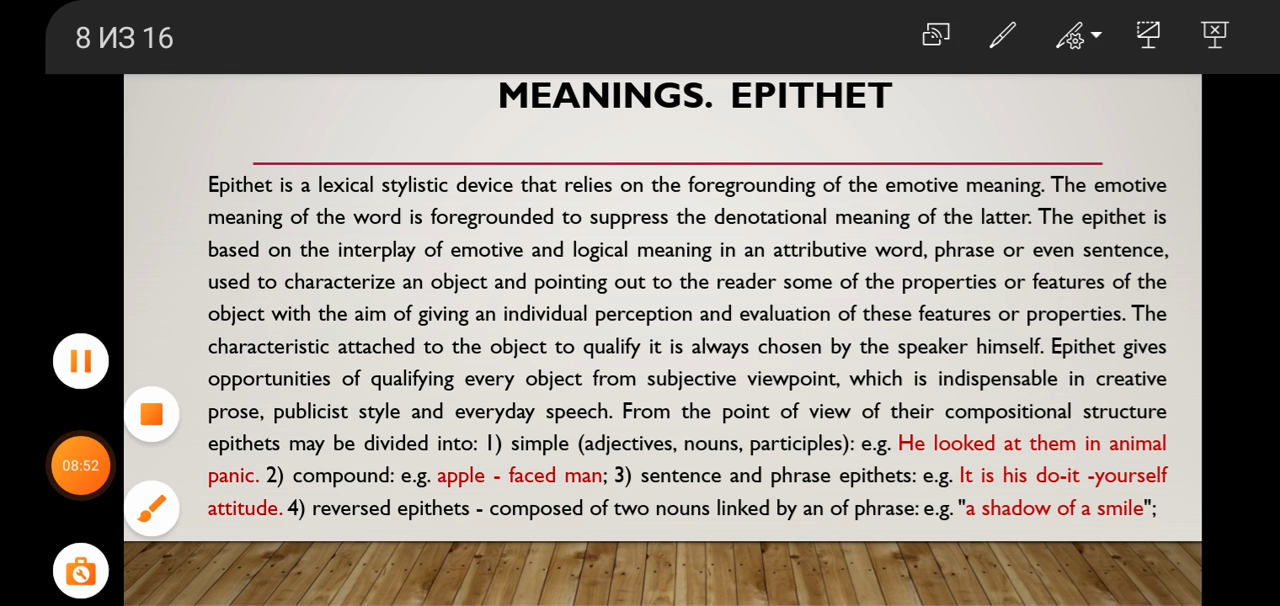 8 ИЗ 16
MEANINGS. EPITHET
Epithet is a lexical stylistic device that relies on the foregrounding of the emotive meaning. The emotive
meaning of the word is foregrounded to suppress the denotational meaning of the latter. The epithet is
based on the interplay of emotive and logical meaning in an attributive word, phrase or even sentence,
used to characterize an object and pointing out to the reader some of the properties or features of the
object with the aim of giving an individual perception and evaluation of these features or properties. The
characteristic attached to the object to qualify it is always chosen by the speaker himself. Epithet gives
opportunities of qualifying every object from subjective viewpoint, which is indispensable in creative
prose, publicist style and everyday speech. From the point of view of their compositional structure
epithets may be divided into: 1) simple (adjectives, nouns, participles): e.g. He looked at them in animal
panic. 2) compound: e.g. apple - faced man; 3) sentence and phrase epithets: e.g. It is his do-it -yourself
attitude. 4) reversed epithets - composed of two nouns linked by an of phrase: e.g. "a shadow of a smile";
08:52